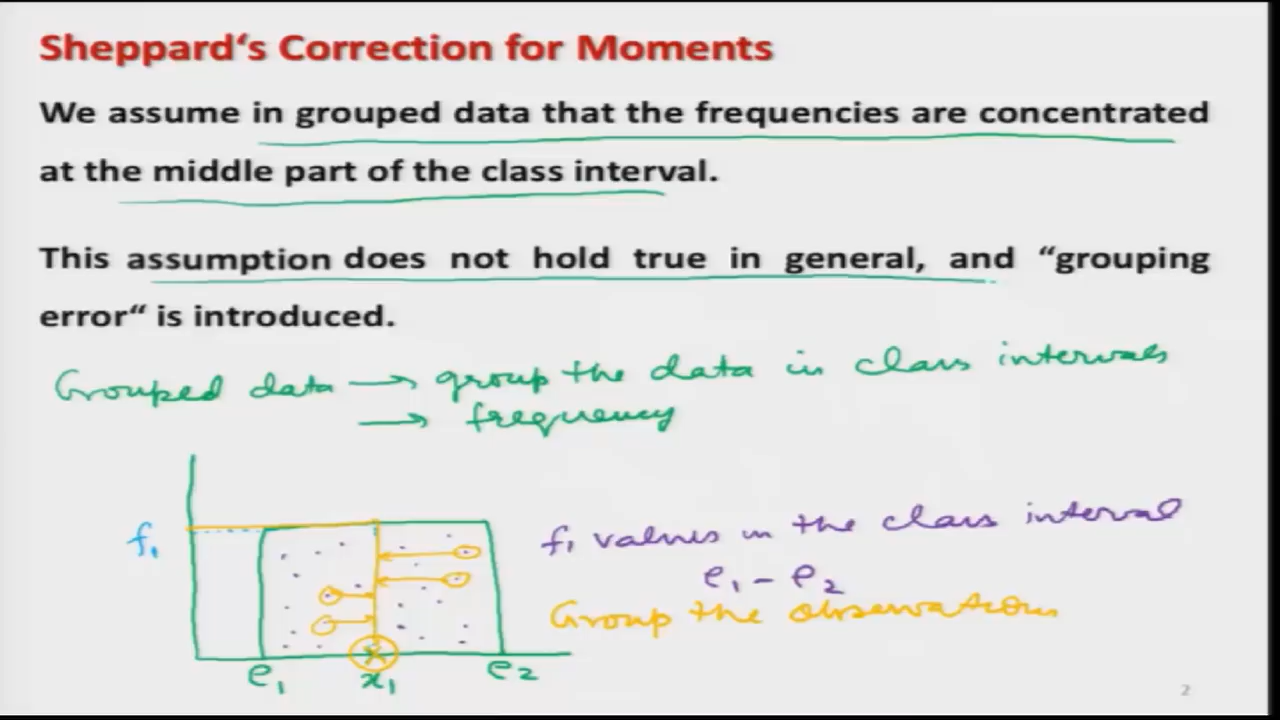 Sheppard‘s Correction for Moments
We assume in grouped data that the frequencies are concentrated
at the middle part of the class interval.
This assumption does not hold true in general, and “grouping
error“ is introduced.
Grouped data → group the data in class intervals
→ frequency
f₁
f₁ values in the class interval
e₁ - e₂
Group the observations
e₁ x₁ e₂
2